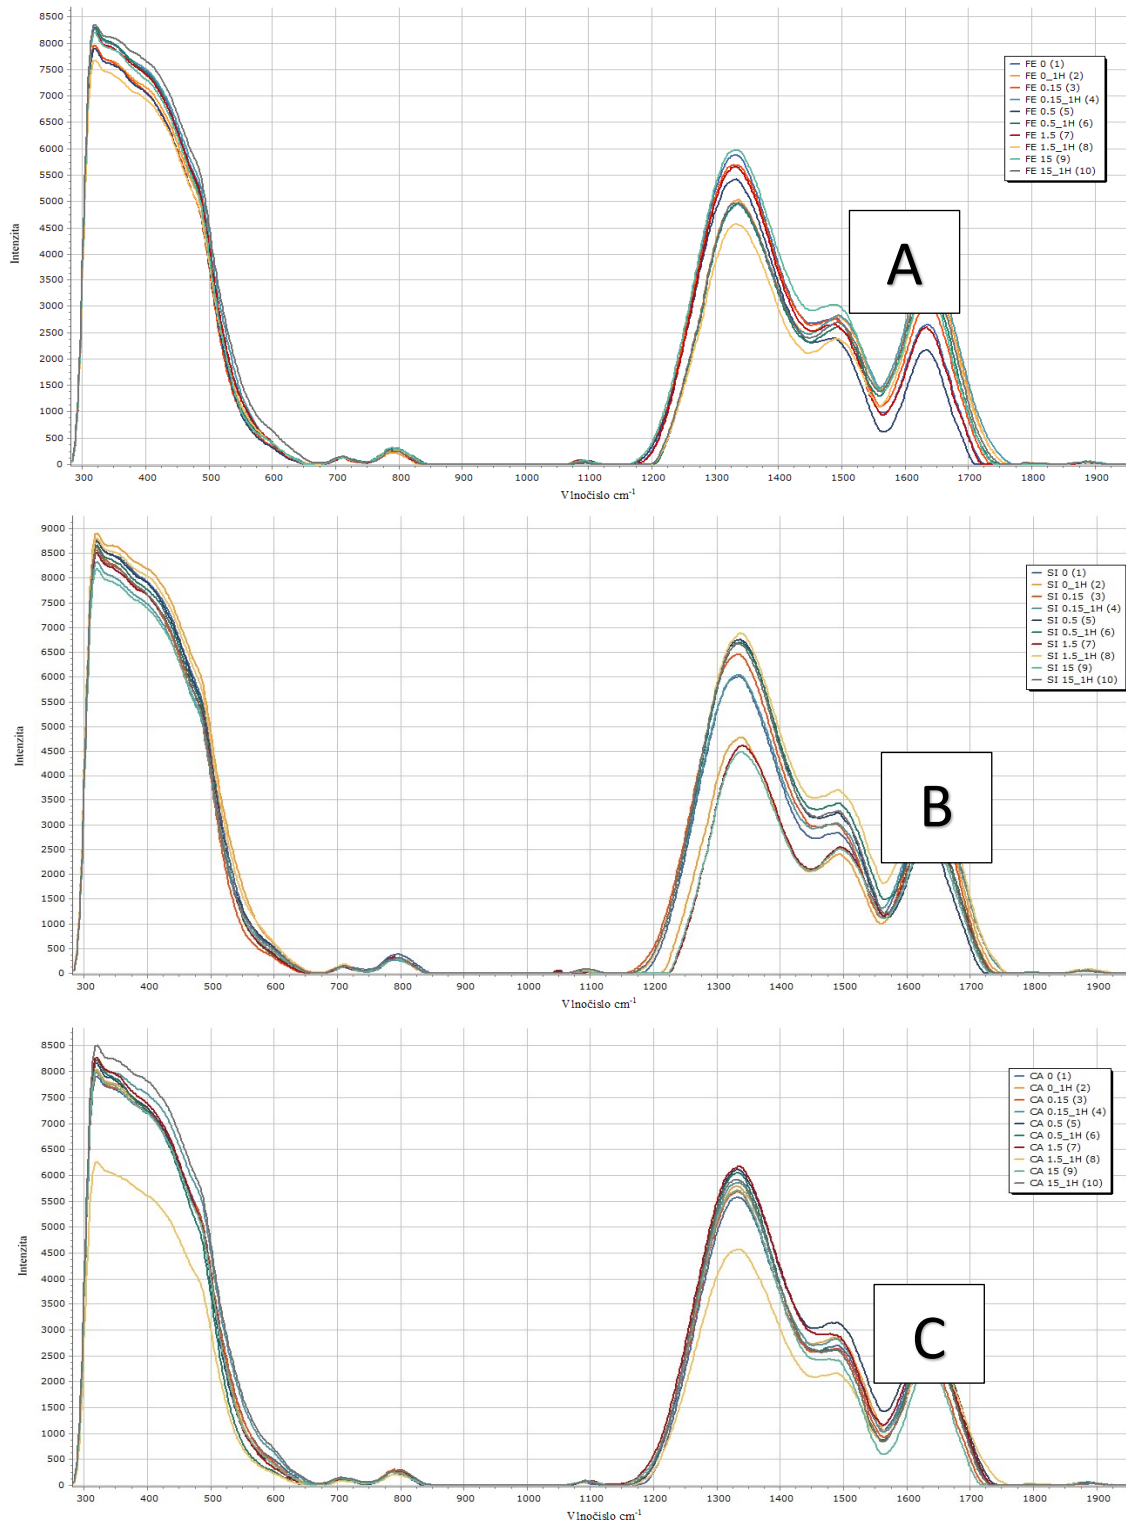 8500
8000
7500
7000
6500
6000
5500
5000
4500
4000
3500
3000
2500
2000
1500
1000
500
0
Intenzita
300 400 500 600 700 800 900 1000 1100 1200 1300 1400 1500 1600 1700 1800 1900
Vlnočislo cm-1
FE 0 (1)
FE 0_1H (2)
FE 0.15 (3)
FE 0.15_1H (4)
FE 0.5 (5)
FE 0.5_1H (6)
FE 1.5 (7)
FE 1.5_1H (8)
FE 15 (9)
FE 15_1H (10)
A
9000
8500
8000
7500
7000
6500
6000
5500
5000
4500
4000
3500
3000
2500
2000
1500
1000
500
0
Intenzita
300 400 500 600 700 800 900 1000 1100 1200 1300 1400 1500 1600 1700 1800 1900
Vlnočislo cm-1
SI 0 (1)
SI 0_1H (2)
SI 0.15 (3)
SI 0.15_1H (4)
SI 0.5 (5)
SI 0.5_1H (6)
SI 1.5 (7)
SI 1.5_1H (8)
SI 15 (9)
SI 15_1H (10)
B
8500
8000
7500
7000
6500
6000
5500
5000
4500
4000
3500
3000
2500
2000
1500
1000
500
0
Intenzita
300 400 500 600 700 800 900 1000 1100 1200 1300 1400 1500 1600 1700 1800 1900
Vlnočislo cm-1
CA 0 (1)
CA 0_1H (2)
CA 0.15 (3)
CA 0.15_1H (4)
CA 0.5 (5)
CA 0.5_1H (6)
CA 1.5 (7)
CA 1.5_1H (8)
CA 15 (9)
CA 15_1H (10)
C